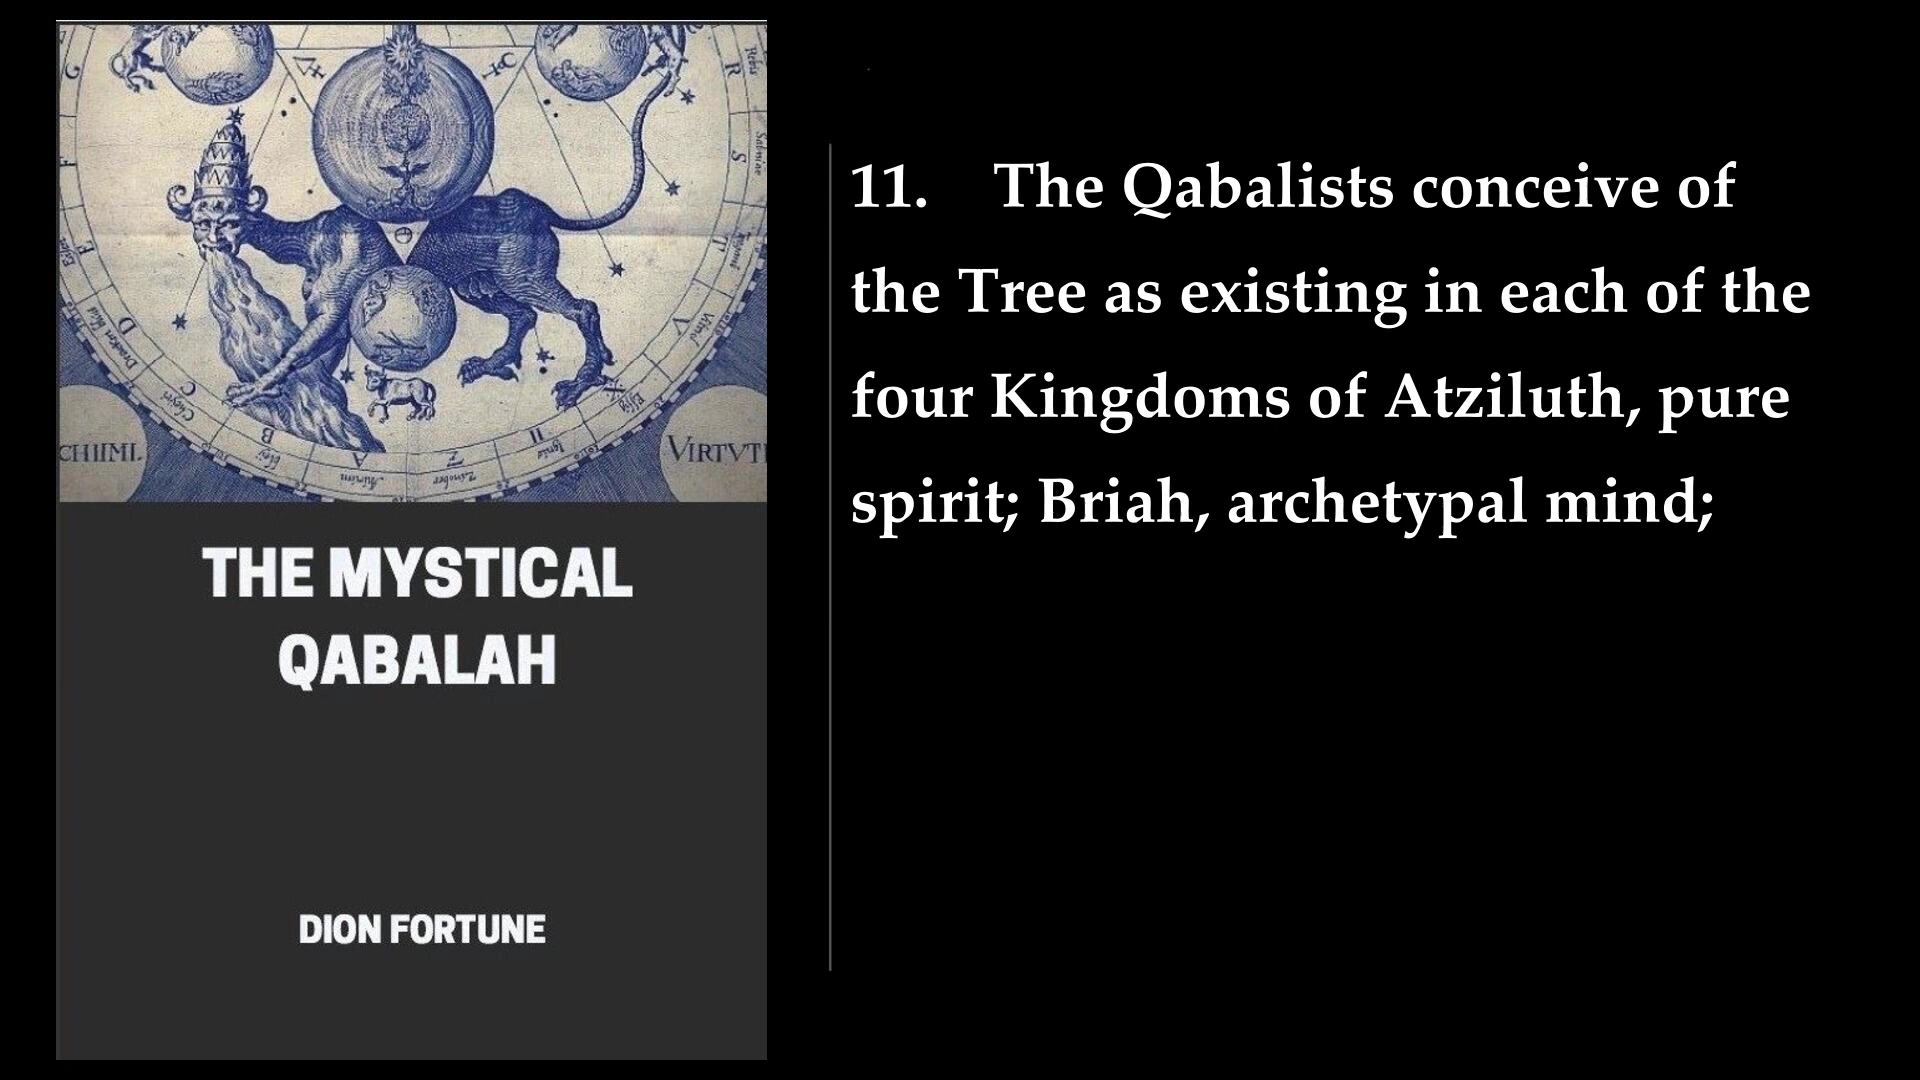 CHIIMI.
VIRTVTI
THE MYSTICAL
QABALAH
DION FORTUNE
11. The Qabalists conceive of
the Tree as existing in each of the
four Kingdoms of Atziluth, pure
spirit; Briah, archetypal mind;